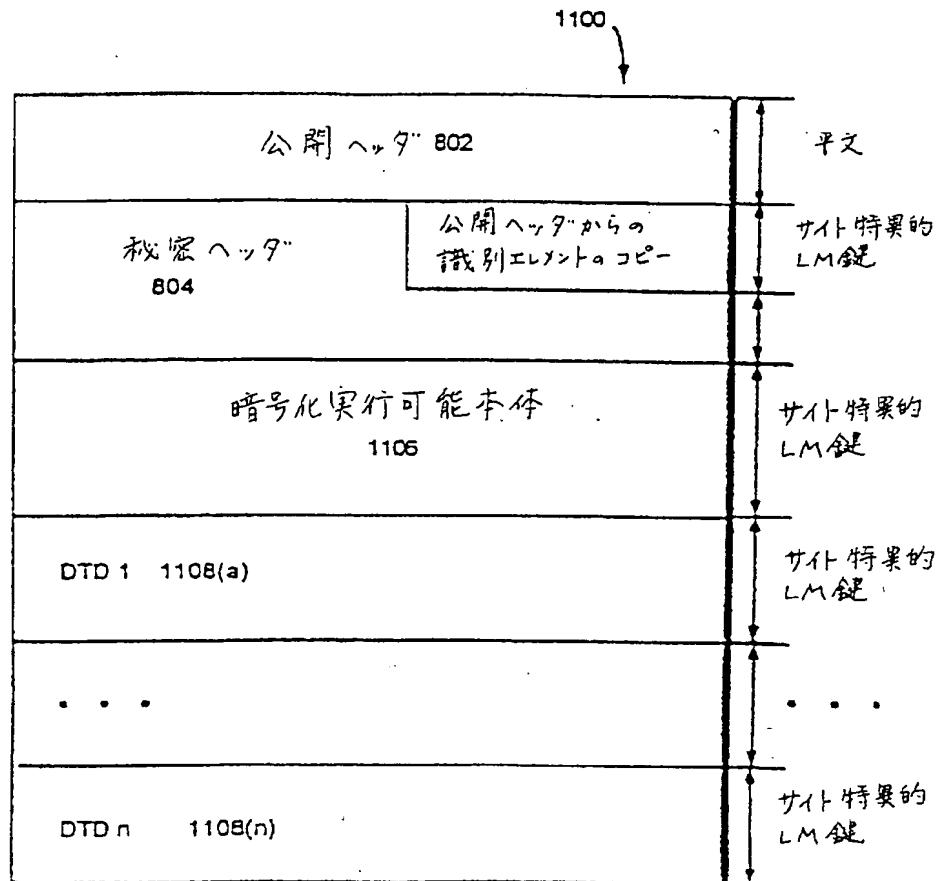 1100
公開ヘッダ 802
平文
秘密ヘッダ
804
公開ヘッダからの
識別エレメントのコピー
サイト特異的
LM鍵
暗号化実行可能本体
1106
サイト特異的
LM鍵
DTD 1 1108(a)
サイト特異的
LM鍵
• • •
• • •
DTD n 1108(n)
サイト特異的
LM鍵